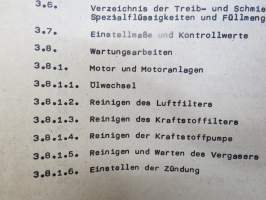 3.6. Verzeichnis der Treib- und Schmie
Spezialflüssigkeiten und Füllmeng
3.7. Einstellmaße und Kontrollwerte
3.8. Wartungsarbeiten
3.8.1. Motor und Motoranlagen
3.8.1.1. Ölwechsel
3.8.1.2. Reinigen des Luftfilters
3.8.1.3. Reinigen des Kraftstoffilters
3.8.1.4. Reinigen der Kraftstoffpumpe
3.8.1.5. Reinigen und Warten des Vergasers
3.8.1.6. Einstellen der Zündung